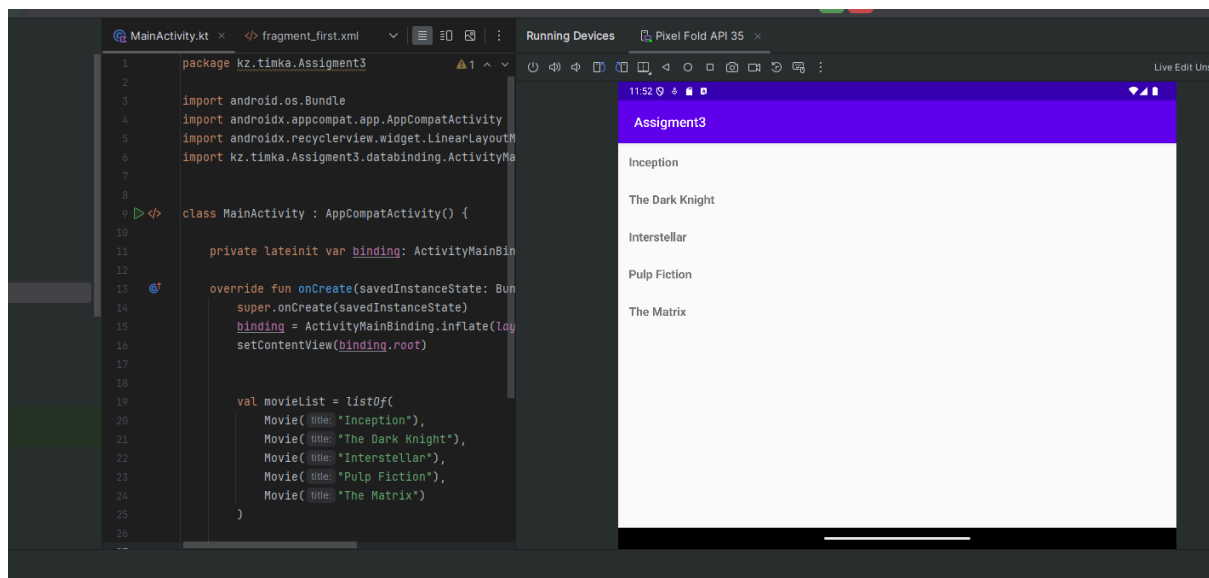 MainActivity.kt
fragment_first.xml
Running Devices
Pixel Fold API 35
1 package kz.timka.Assigment3
1
2
3 import android.os.Bundle
4 import androidx.appcompat.app.AppCompatActivity
5 import androidx.recyclerview.widget.LinearLayoutM
6 import kz.timka.Assigment3.databinding.ActivityMa
7
8
9 class MainActivity : AppCompatActivity() {
10
11 private lateinit var binding: ActivityMainBin
12
13 override fun onCreate(savedInstanceState: Bun
14 super.onCreate(savedInstanceState)
15 binding = ActivityMainBinding.inflate(lay
16 setContentView(binding.root)
17
18
19 val movieList = listOf(
20 Movie( title: "Inception"),
21 Movie( title: "The Dark Knight"),
22 Movie( title: "Interstellar"),
23 Movie( title: "Pulp Fiction"),
24 Movie( title: "The Matrix")
25 )
26
Live Edit Uns
11:52
Assigment3
Inception
The Dark Knight
Interstellar
Pulp Fiction
The Matrix